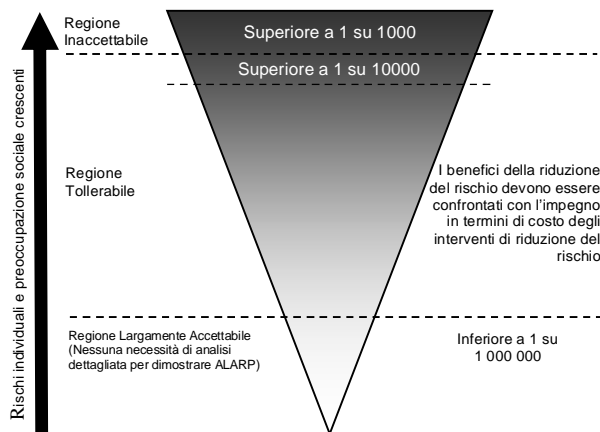 Rischi individuali e preoccupazione sociale crescenti
Regione
Inaccettabile
Superiore a 1 su 1000
Superiore a 1 su 10000
Regione
Tollerabile
I benefici della riduzione
del rischio devono essere
confrontati con l'impegno
in termini di costo degli
interventi di riduzione del
rischio
Regione Largamente Accettabile
(Nessuna necessità di analisi
dettagliata per dimostrare ALARP)
Inferiore a 1 su
1 000 000